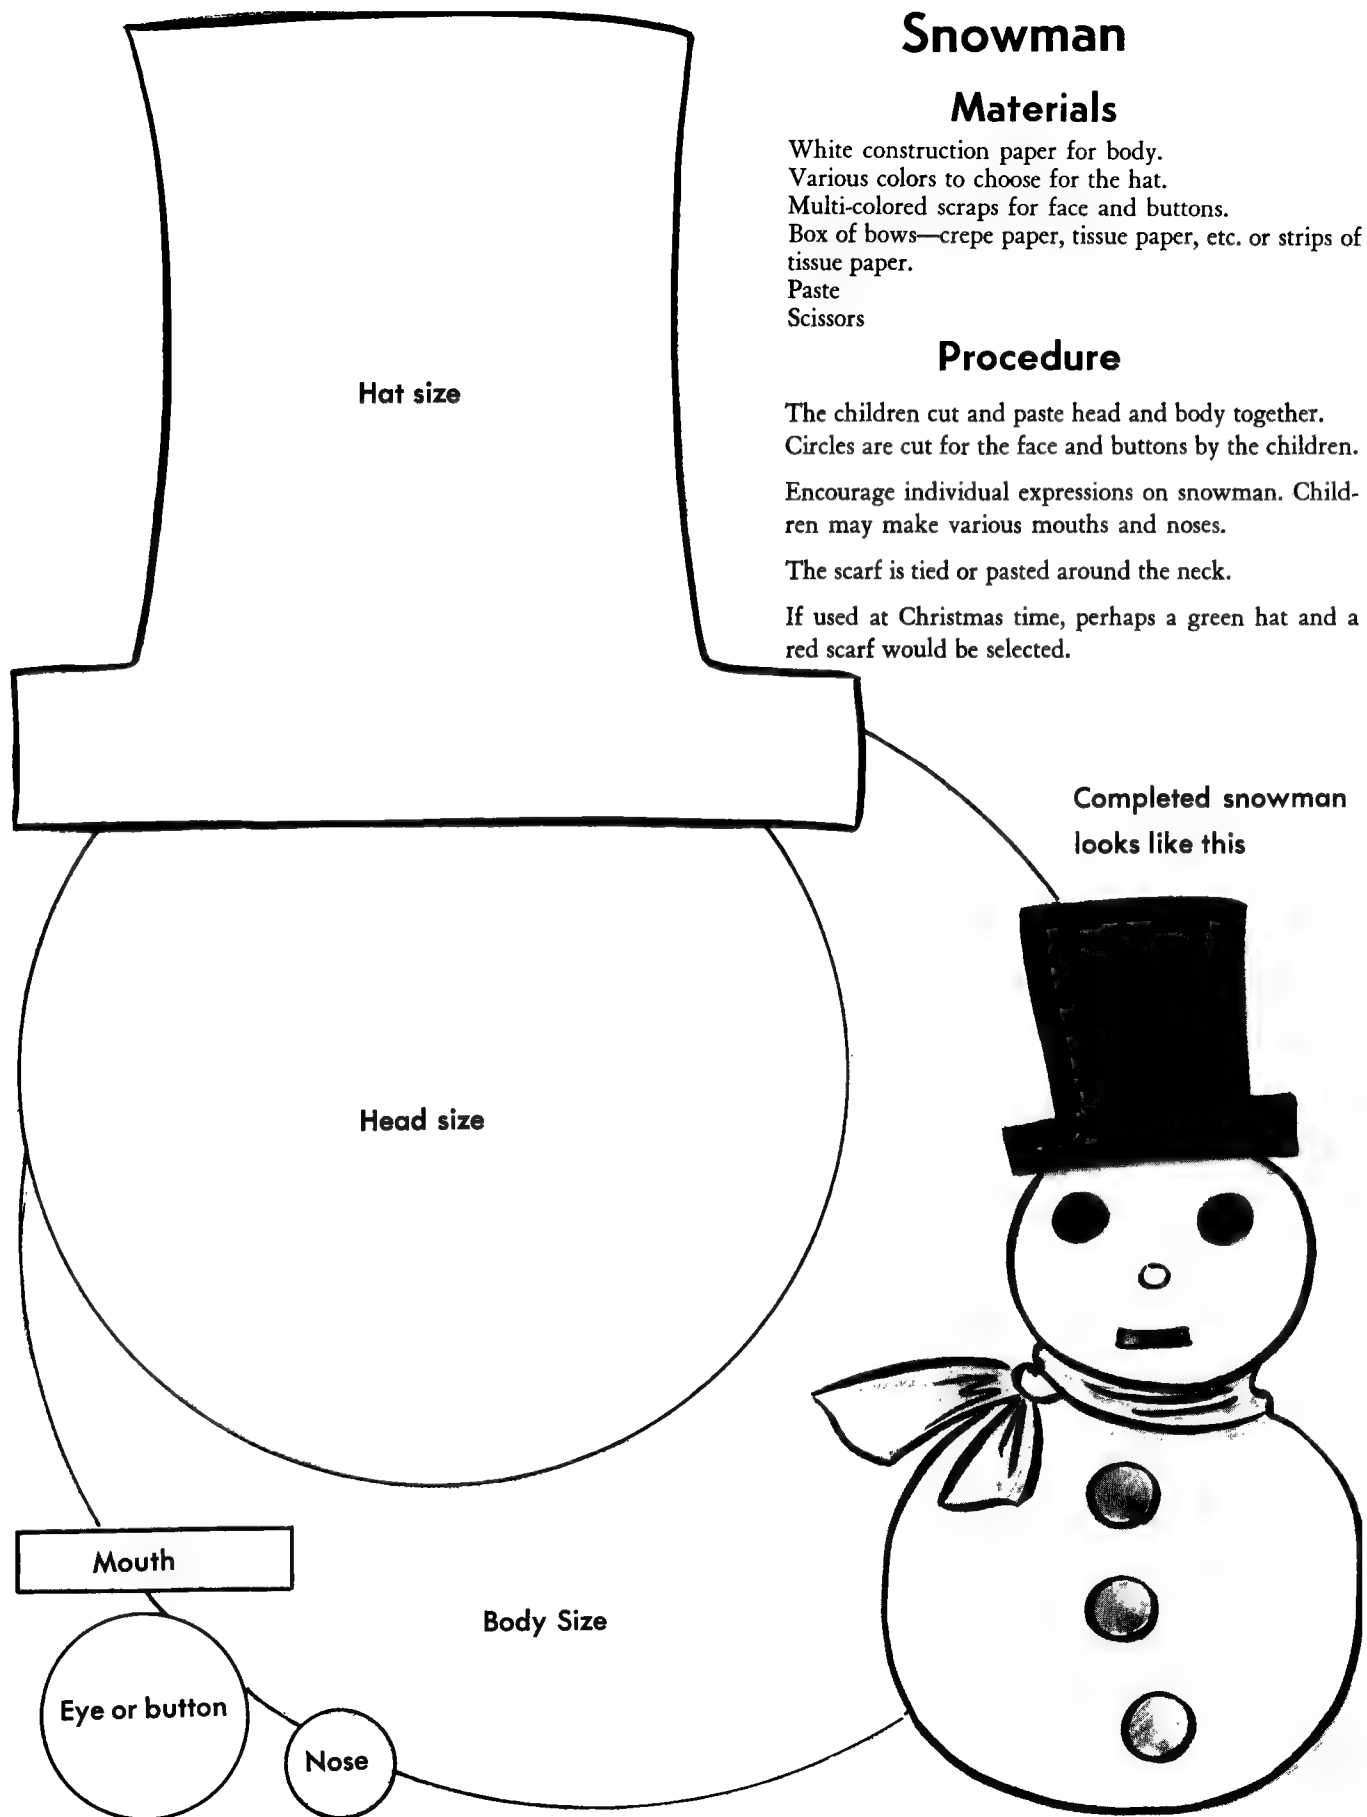 Snowman
Materials
White construction paper for body.
Various colors to choose for the hat.
Multi-colored scraps for face and buttons.
Box of bows—crepe paper, tissue paper, etc. or strips of
tissue paper.
Paste
Scissors
Procedure
The children cut and paste head and body together.
Circles are cut for the face and buttons by the children.
Encourage individual expressions on snowman. Child-
ren may make various mouths and noses.
The scarf is tied or pasted around the neck.
If used at Christmas time, perhaps a green hat and a
red scarf would be selected.
Hat size
Completed snowman
looks like this
Head size
Mouth
Body Size
Eye or button
Nose